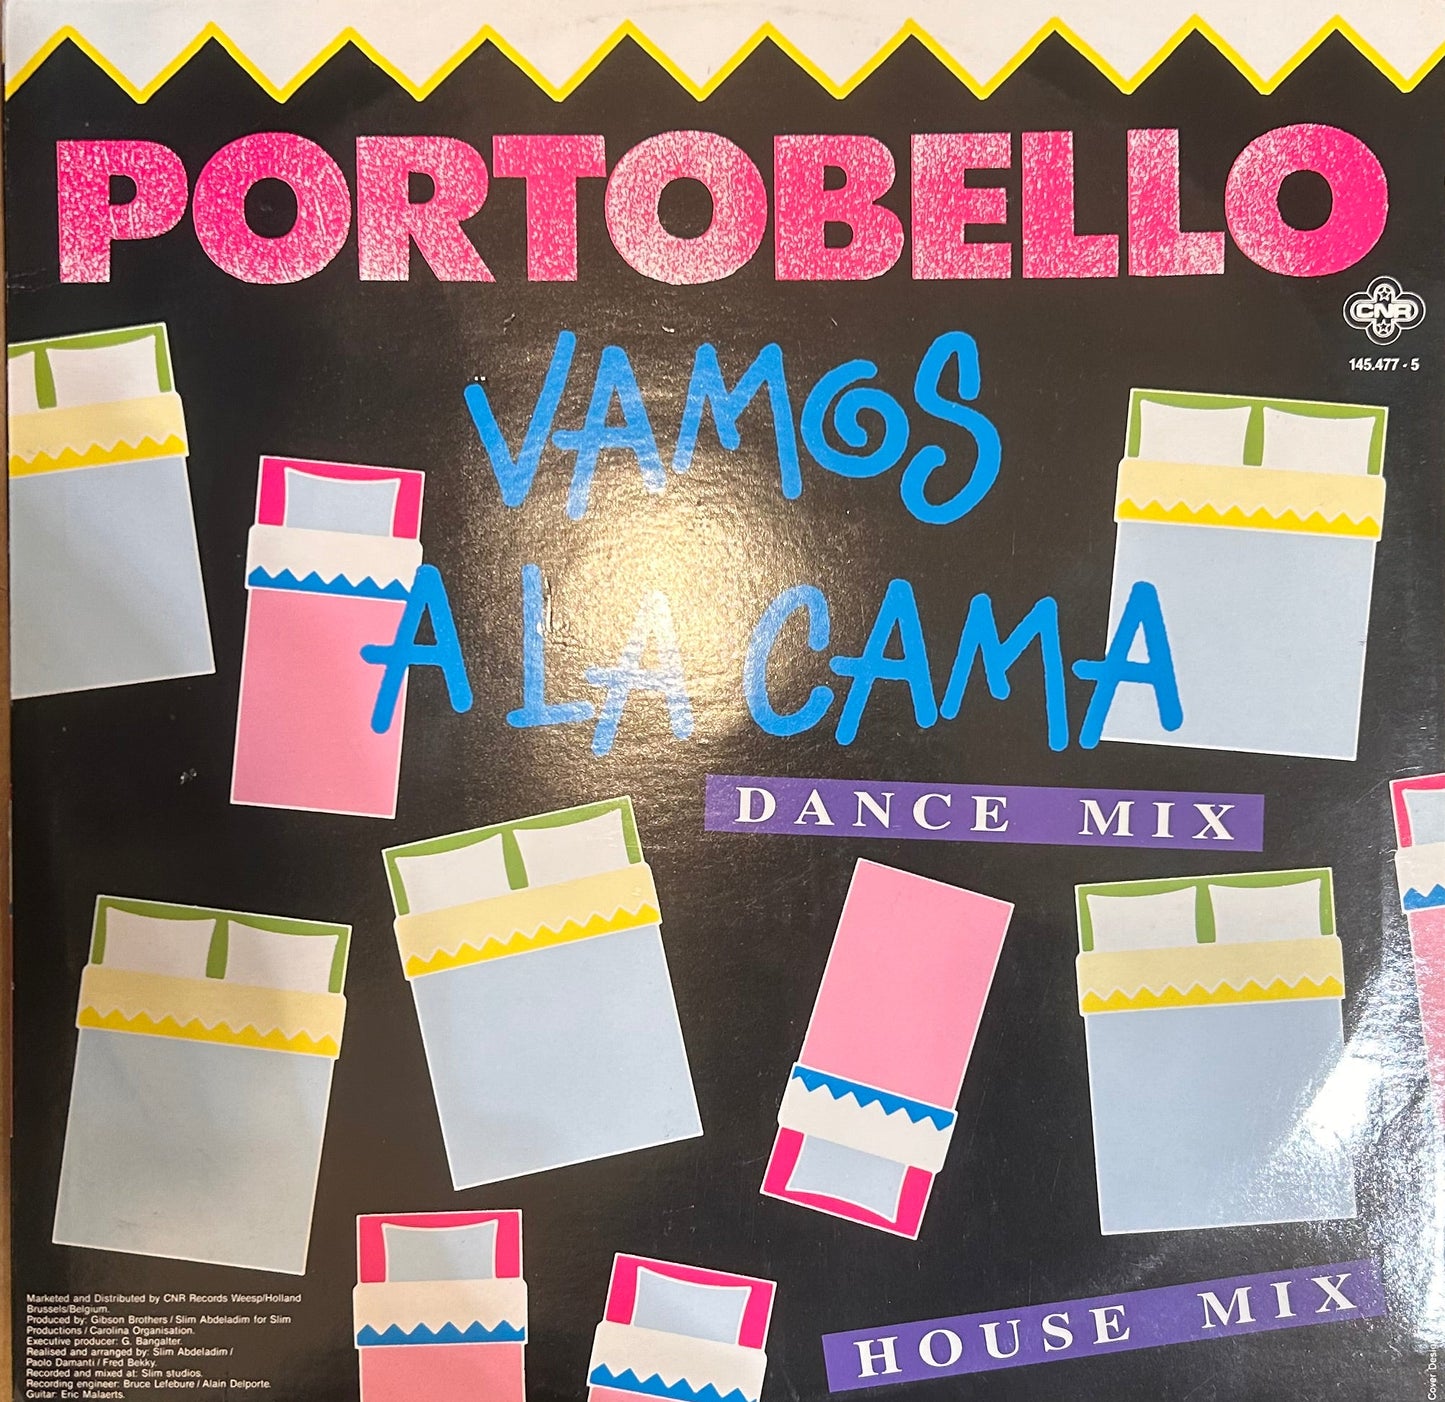 PORTOBELLO
CNR
145.477 - 5
VAMOS
A LA CAMA
DANCE MIX
HOUSE MIX
Marketed and Distributed by CNR Records Weesp/Holland
Brussels/Belgium.
Produced by: Gibson Brothers / Slim Abdeladim for Slim
Productions / Carolina Organisation.
Executive producer: G. Bangalter.
Realised and arranged by: Slim Abdeladim /
Paolo Damanti / Fred Bekky.
Recorded and mixed at: Slim studios.
Recording engineer: Bruce Lefebure / Alain Delporte.
Guitar: Eric Malaerts.
Cover